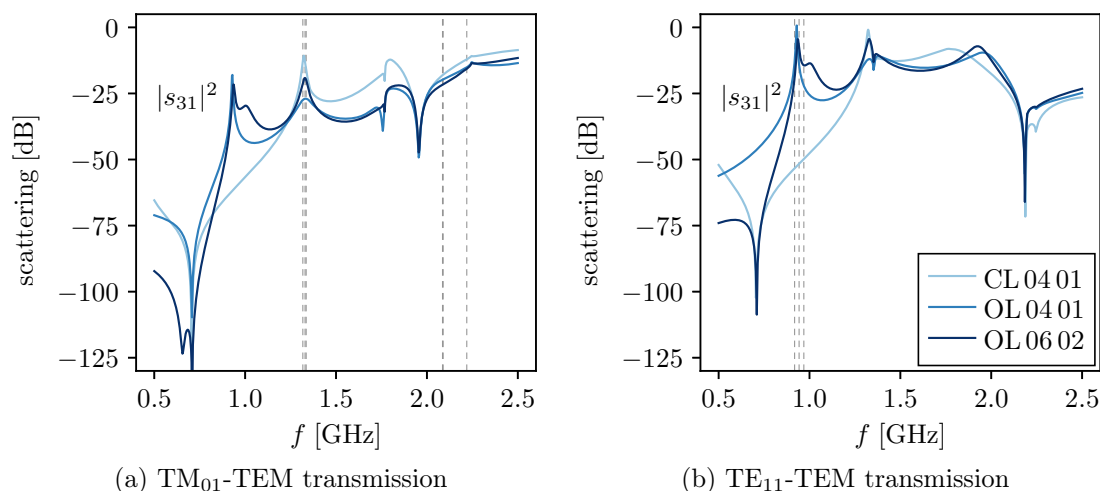 0
−25
−50
−75
−100
−125
scattering [dB]
|s31|²
0.5 1.0 1.5 2.0 2.5
f [GHz]
(a) TM01-TEM transmission
0
−25
−50
−75
−100
−125
scattering [dB]
|s31|²
CL 04 01
OL 04 01
OL 06 02
0.5 1.0 1.5 2.0 2.5
f [GHz]
(b) TE11-TEM transmission